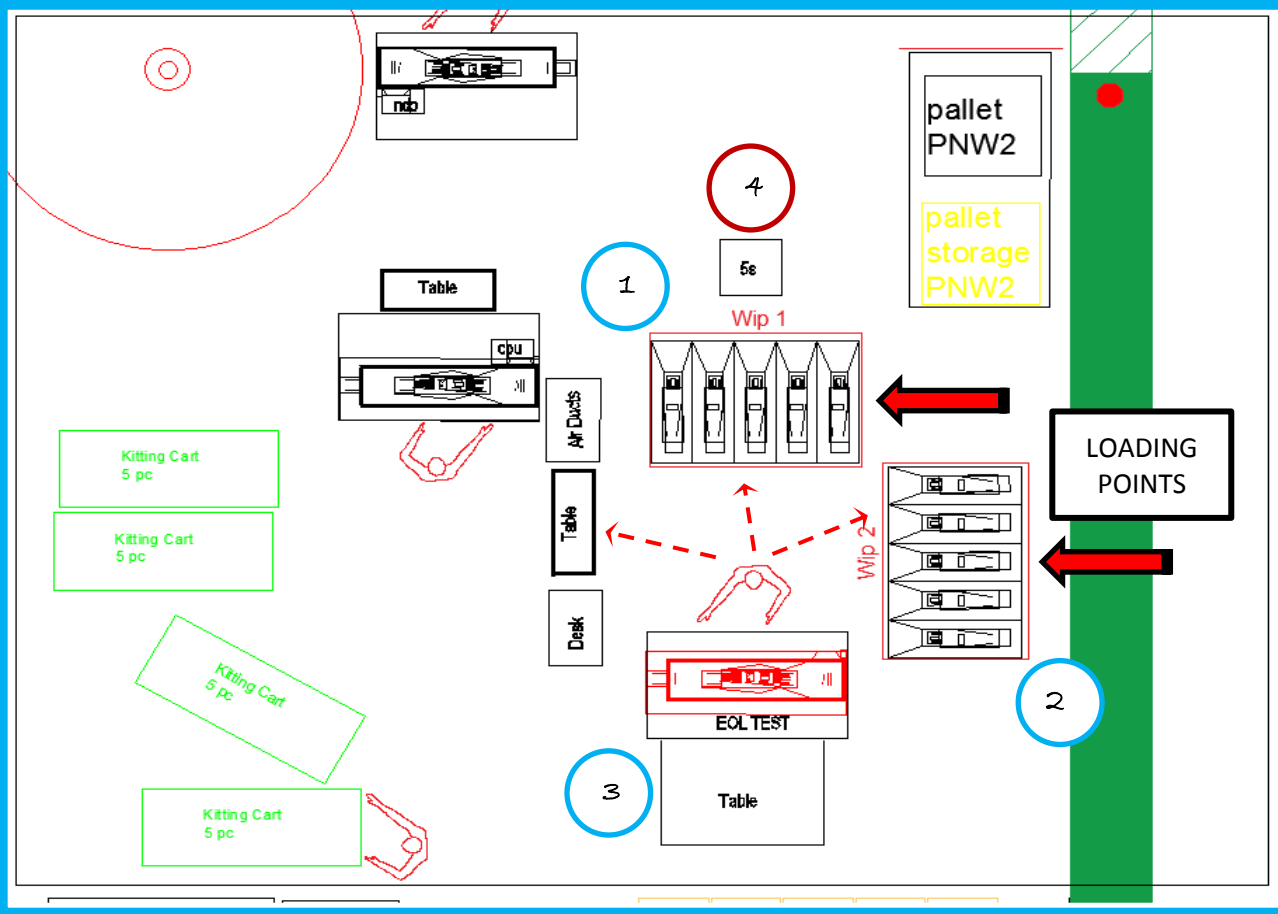 ndp
pallet
PNW2
4
pallet
storage
PNW2
5s
1
Table
Wip 1
cpu
Air Ducts
LOADING
POINTS
Kitting Cart
5 pc
Table
Kitting Cart
5 pc
Wip 2
Desk
Kitting Cart
5 pc
2
EOL TEST
3
Table
Kitting Cart
5 pc